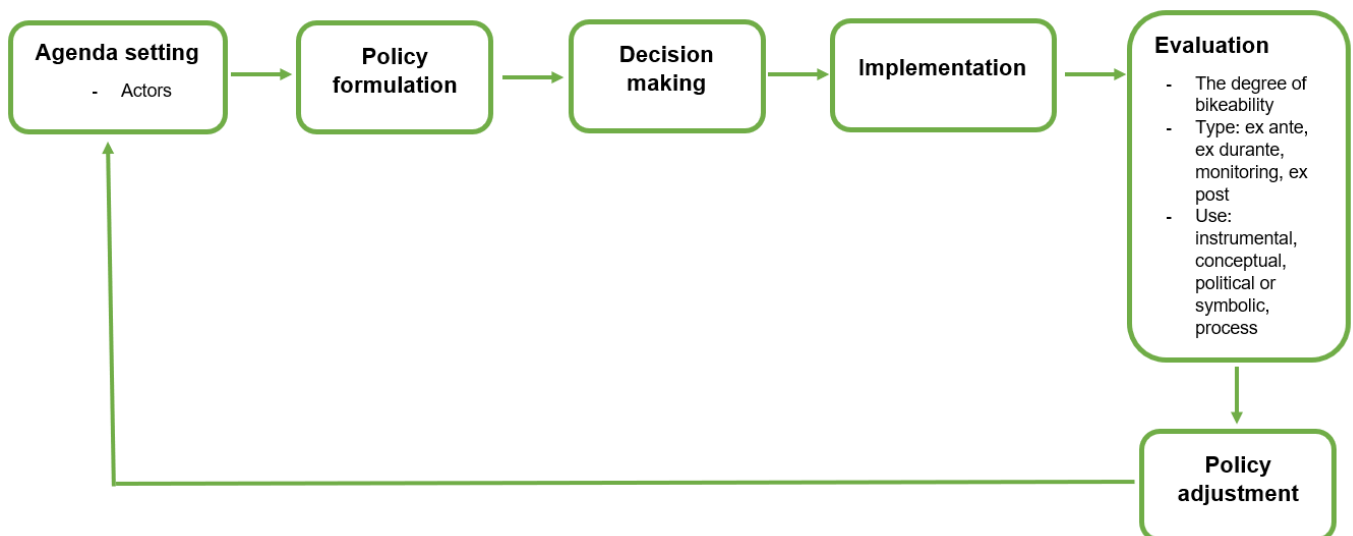 Agenda setting
- Actors
Policy
formulation
Decision
making
Implementation
Evaluation
- The degree of
bikeability
- Type: ex ante,
ex durante,
monitoring, ex
post
- Use:
instrumental,
conceptual,
political or
symbolic,
process
Policy
adjustment